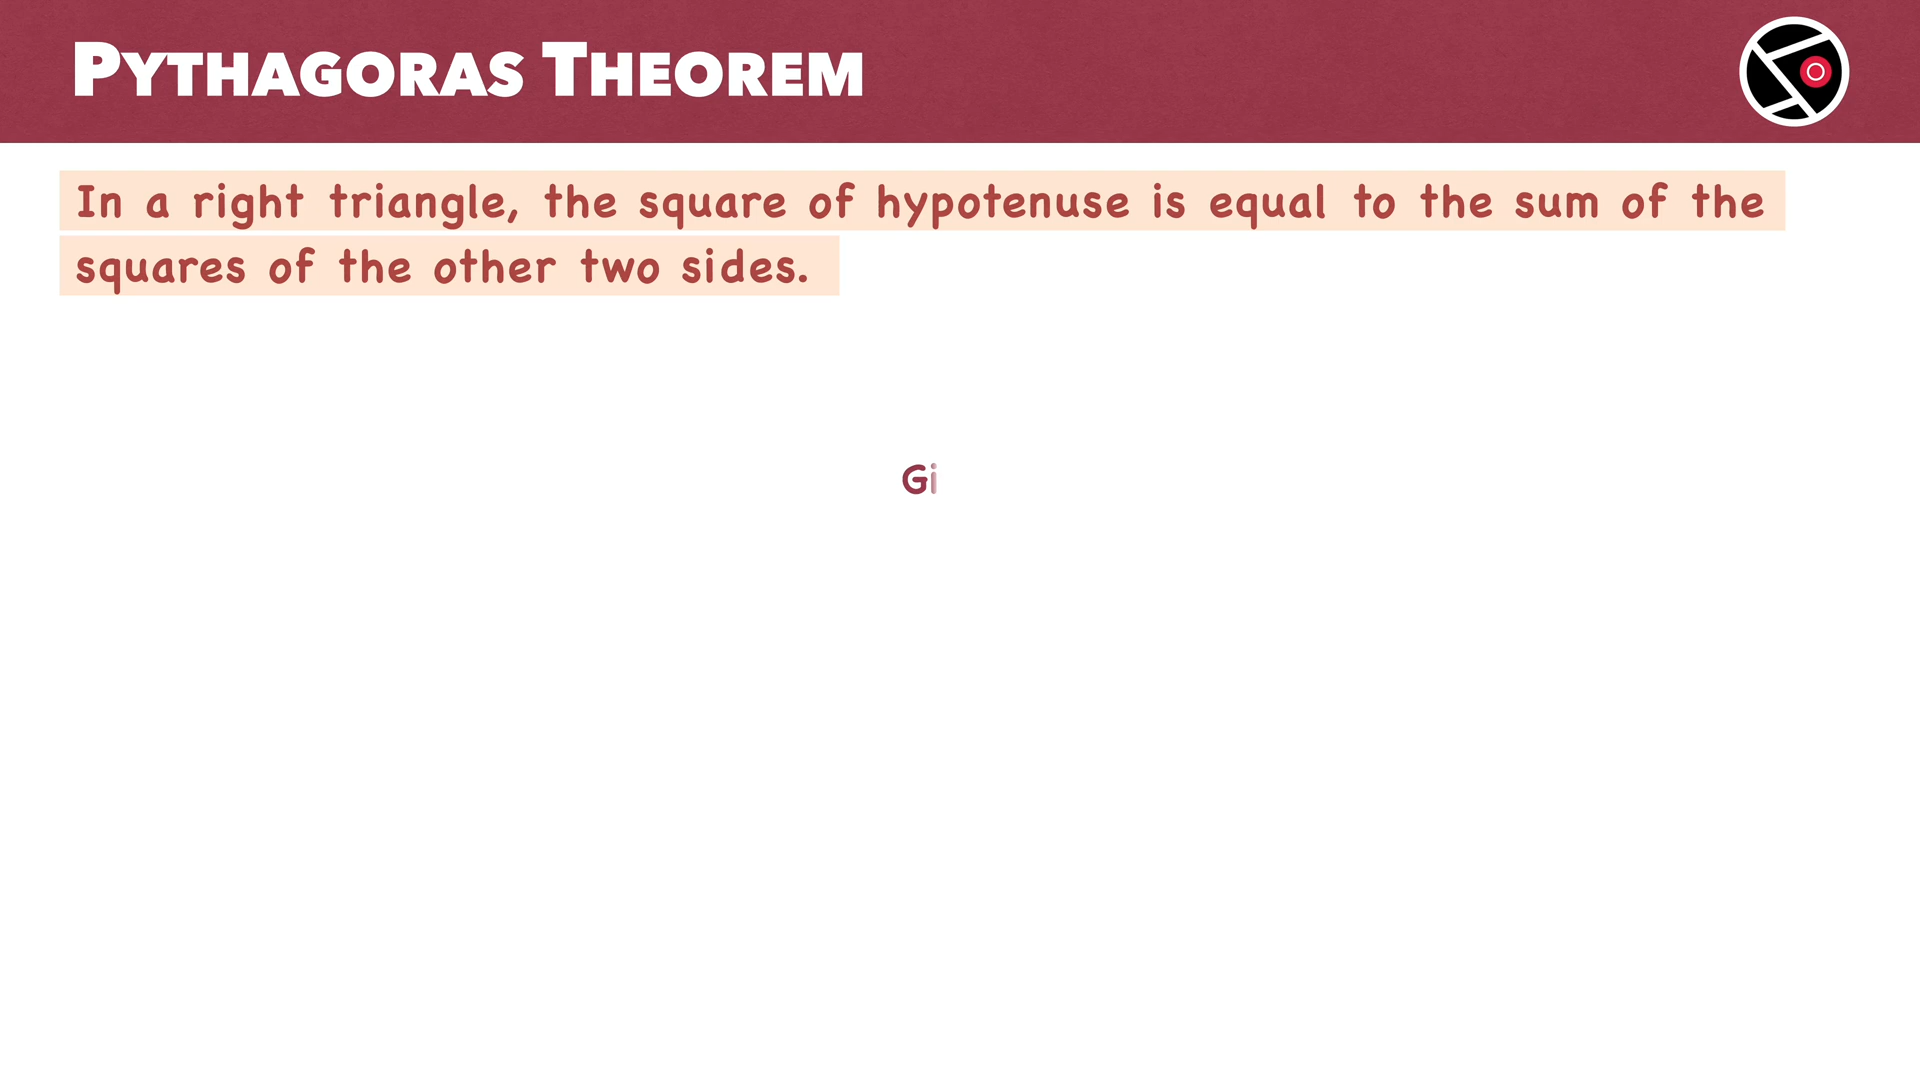 PYTHAGORAS THEOREM
In a right triangle, the square of hypotenuse is equal to the sum of the
squares of the other two sides.
Gi